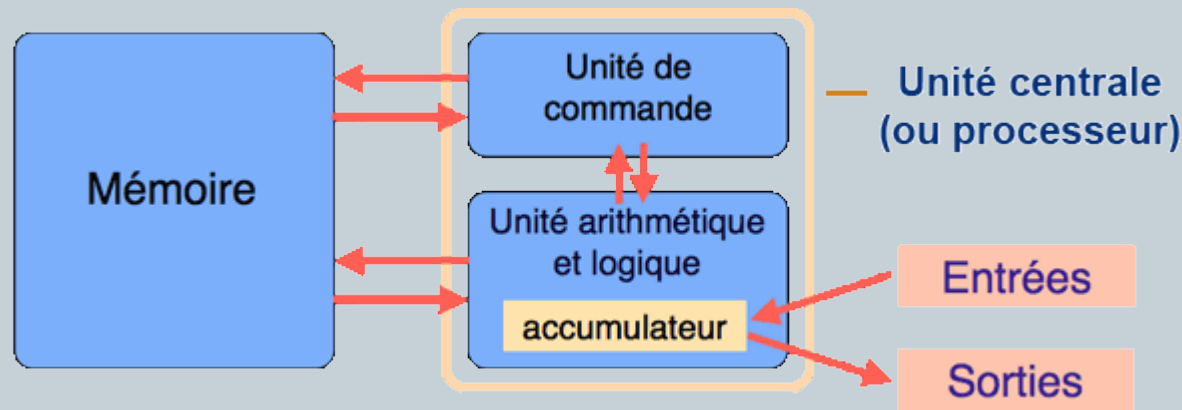 Mémoire
Unité de
commande
Unité centrale
(ou processeur)
Unité arithmétique
et logique
accumulateur
Entrées
Sorties